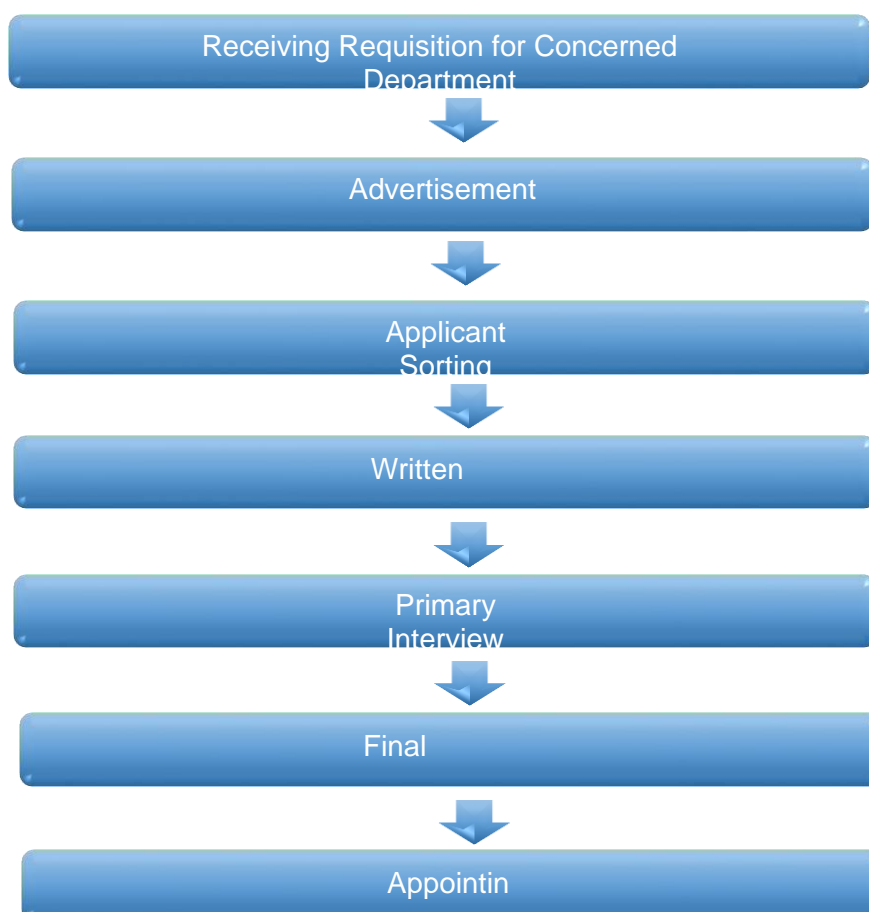 Receiving Requisition for Concerned
Department
Advertisement
Applicant
Sorting
Written
Primary
Interview
Final
Appointin